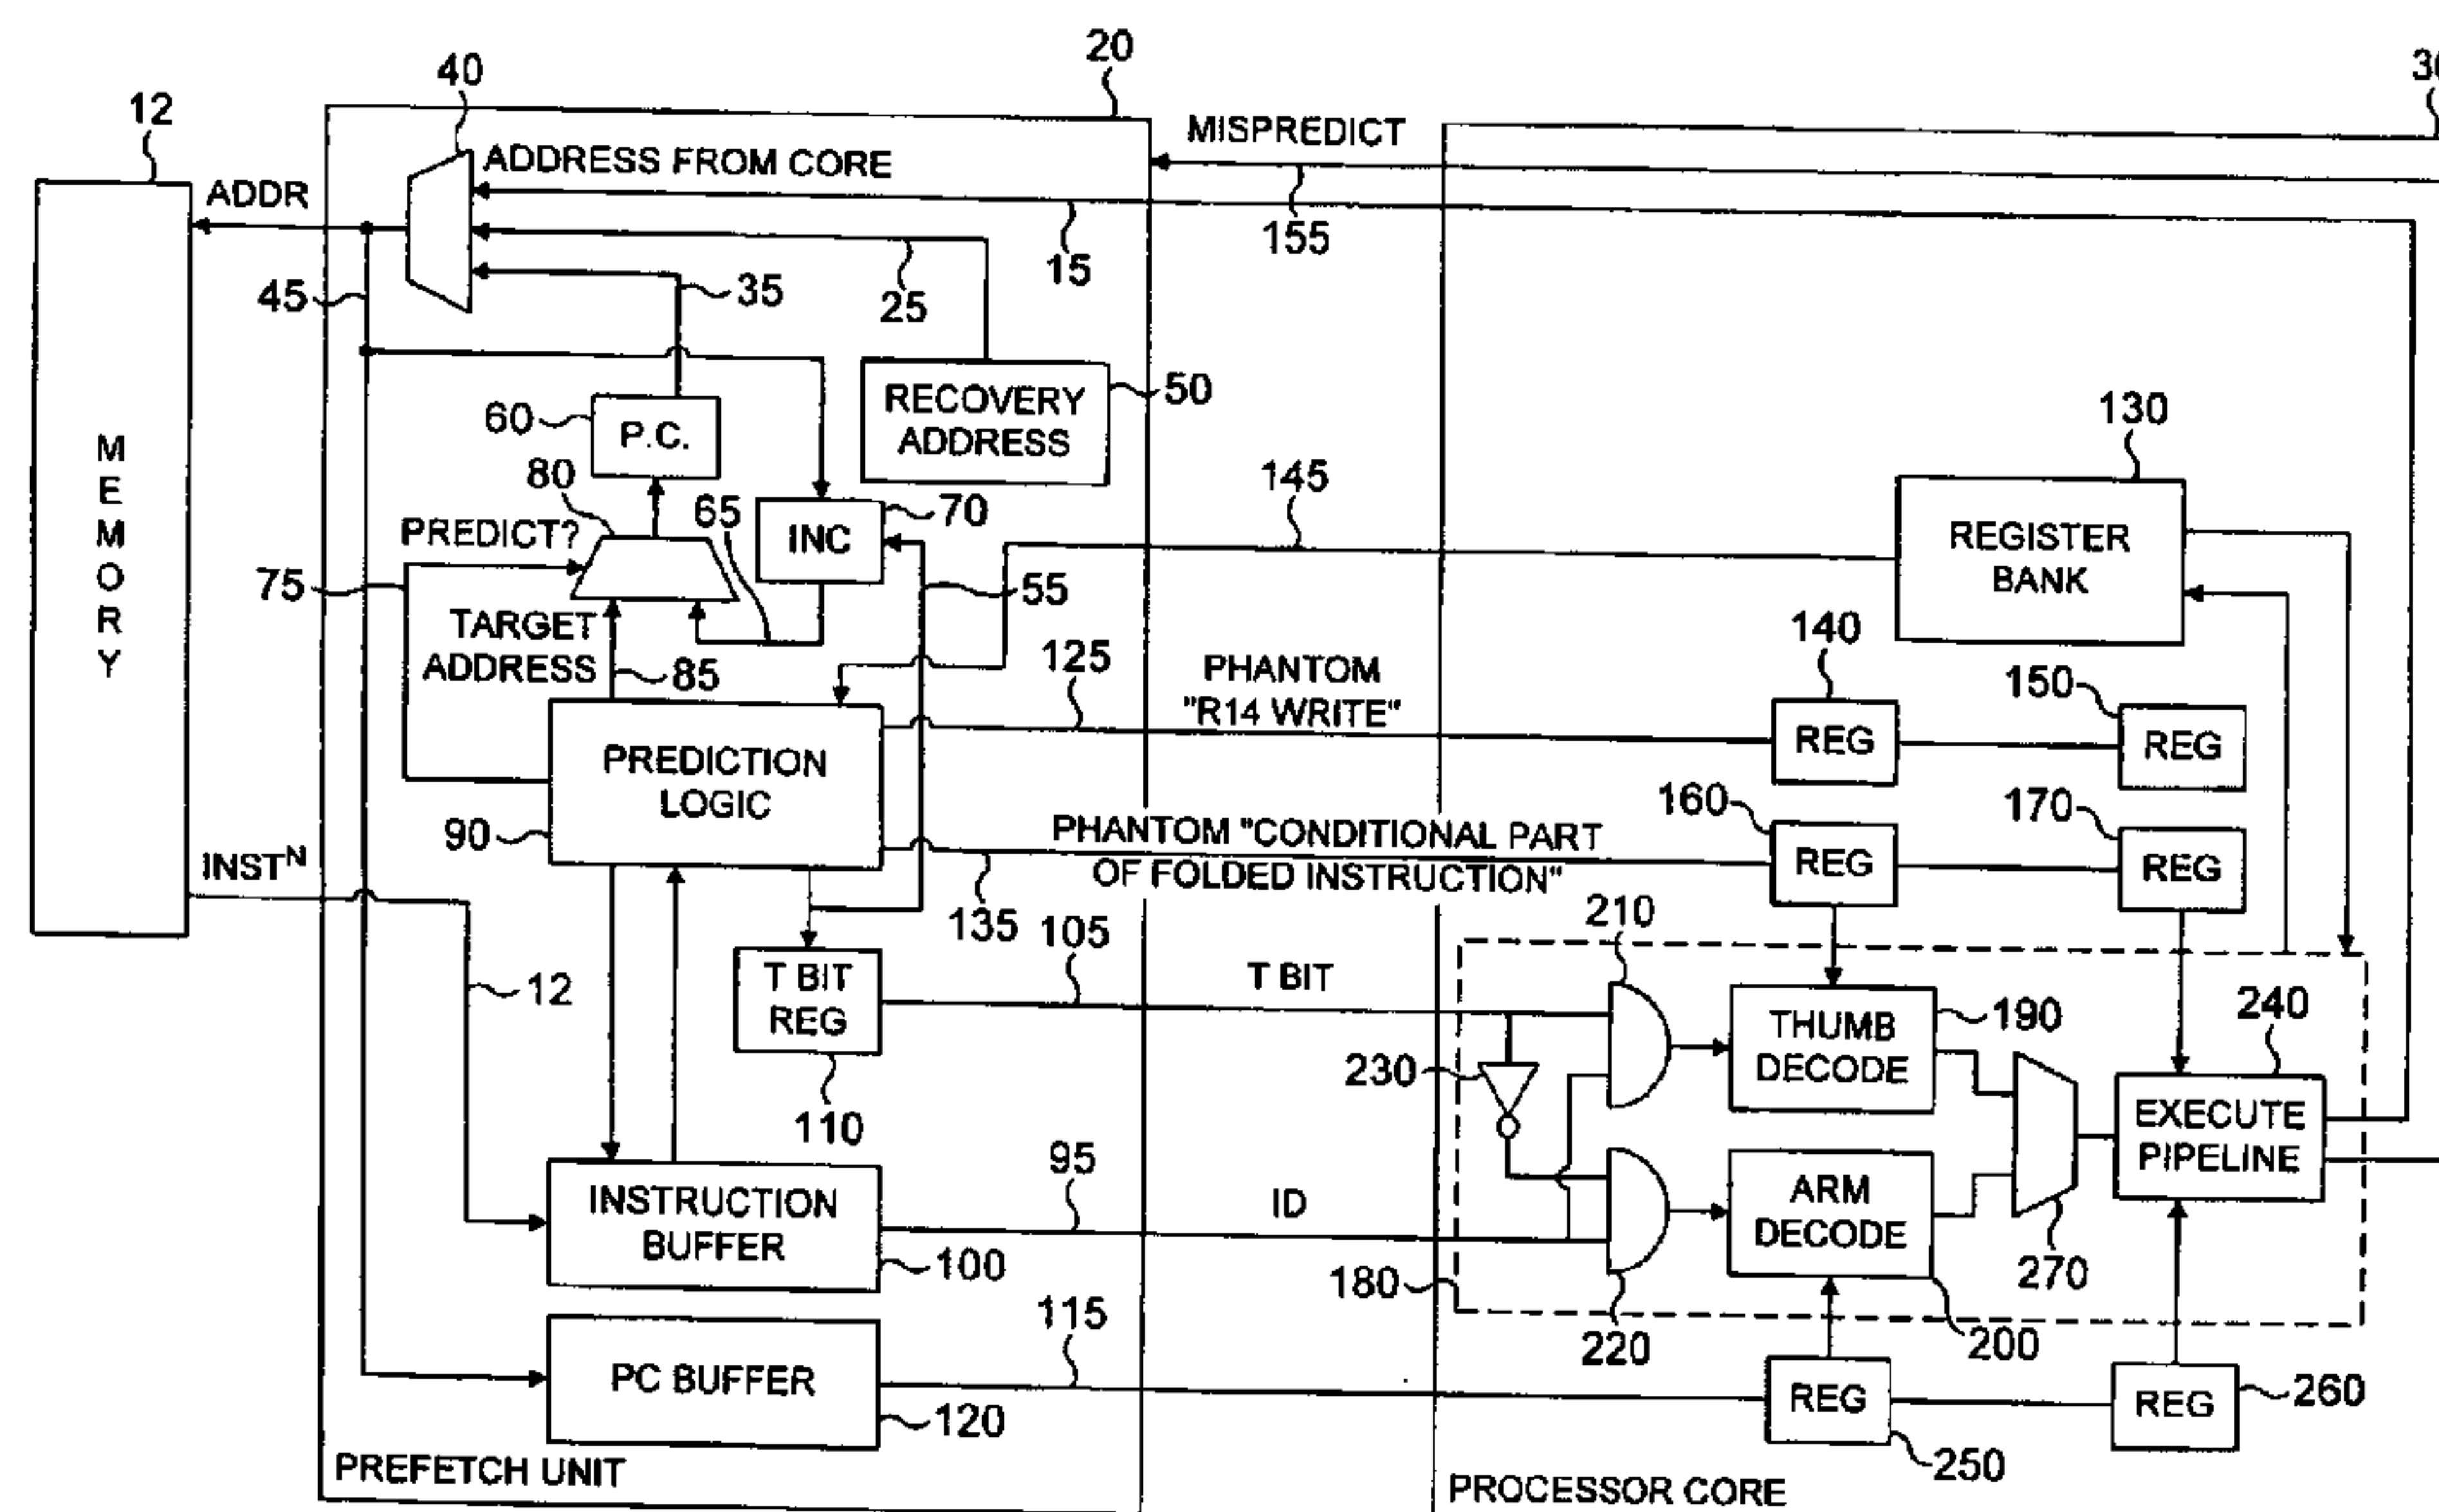 20
30
40
12
MISPREDICT
ADDRESS FROM CORE
ADDR
155
15
45
35
25
RECOVERY
ADDRESS
50
60
P.C.
130
M
E
M
O
R
Y
80
145
65
70
PREDICT?
INC
REGISTER
BANK
75
55
TARGET
ADDRESS
85
125
PHANTOM
"R14 WRITE"
140
150
REG
REG
PREDICTION
LOGIC
90
160
170
PHANTOM "CONDITIONAL PART
OF FOLDED INSTRUCTION"
REG
REG
INSTᴺ
135
105
210
12
T BIT
REG
T BIT
THUMB
DECODE
190
240
230
110
EXECUTE
PIPELINE
INSTRUCTION
BUFFER
95
ID
ARM
DECODE
100
180
270
115
220
200
PC BUFFER
120
REG
REG
260
250
PREFETCH UNIT
PROCESSOR CORE